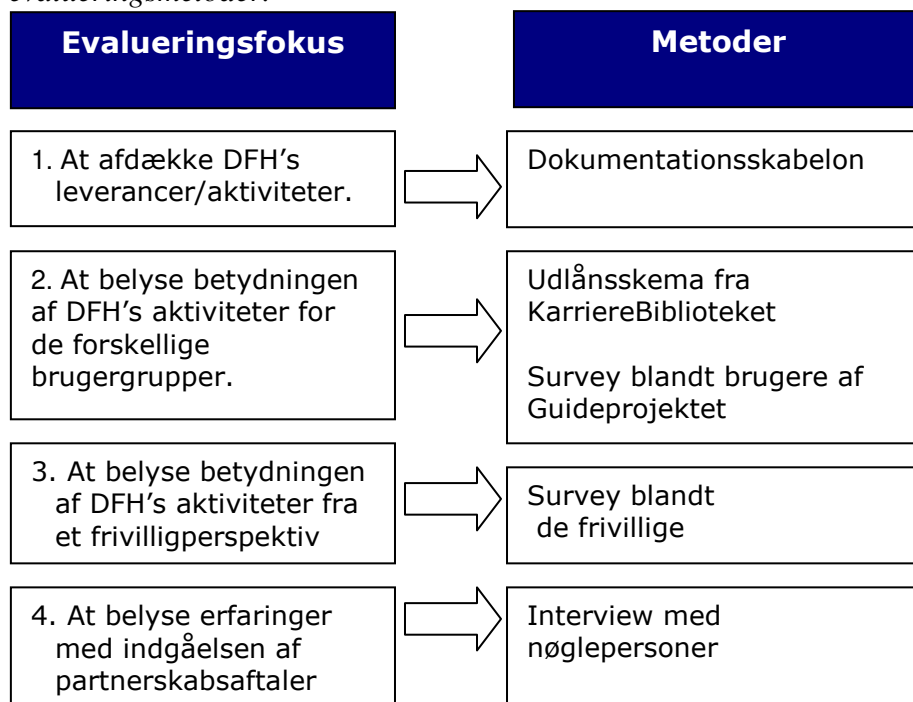 evalueringsmetoder.
Evalueringsfokus
Metoder
1. At afdække DFH's
leverancer/aktiviteter.
Dokumentationsskabelon
2. At belyse betydningen
af DFH's aktiviteter for
de forskellige
brugergrupper.
Udlånsskema fra
KarriereBiblioteket
Survey blandt brugere af
Guideprojektet
3. At belyse betydningen
af DFH's aktiviteter fra
et frivilligperspektiv
Survey blandt
de frivillige
4. At belyse erfaringer
med indgåelsen af
partnerskabsaftaler
Interview med
nøglepersoner